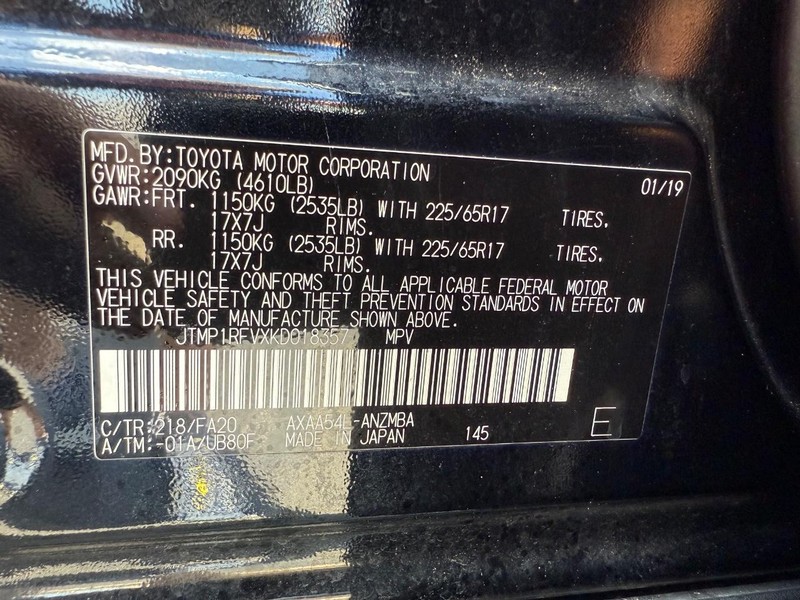 MFD. BY: TOYOTA MOTOR CORPORATION 01/19
GVWR: 2090KG (4610LB)
GAWR: FRT. 1150KG (2535LB) WITH 225/65R17 TIRES.
17X7J RIMS.
RR. 1150KG (2535LB) WITH 225/65R17 TIRES.
17X7J RIMS.
THIS VEHICLE CONFORMS TO ALL APPLICABLE FEDERAL MOTOR
VEHICLE SAFETY AND THEFT PREVENTION STANDARDS IN EFFECT ON
THE DATE OF MANUFACTURE SHOWN ABOVE.
JTMP1RFVXKD018357 MPV
C/TR: 218/FA20 AXAA54L-ANZMBA
A/TM: -01A/UB80F MADE IN JAPAN 145 E